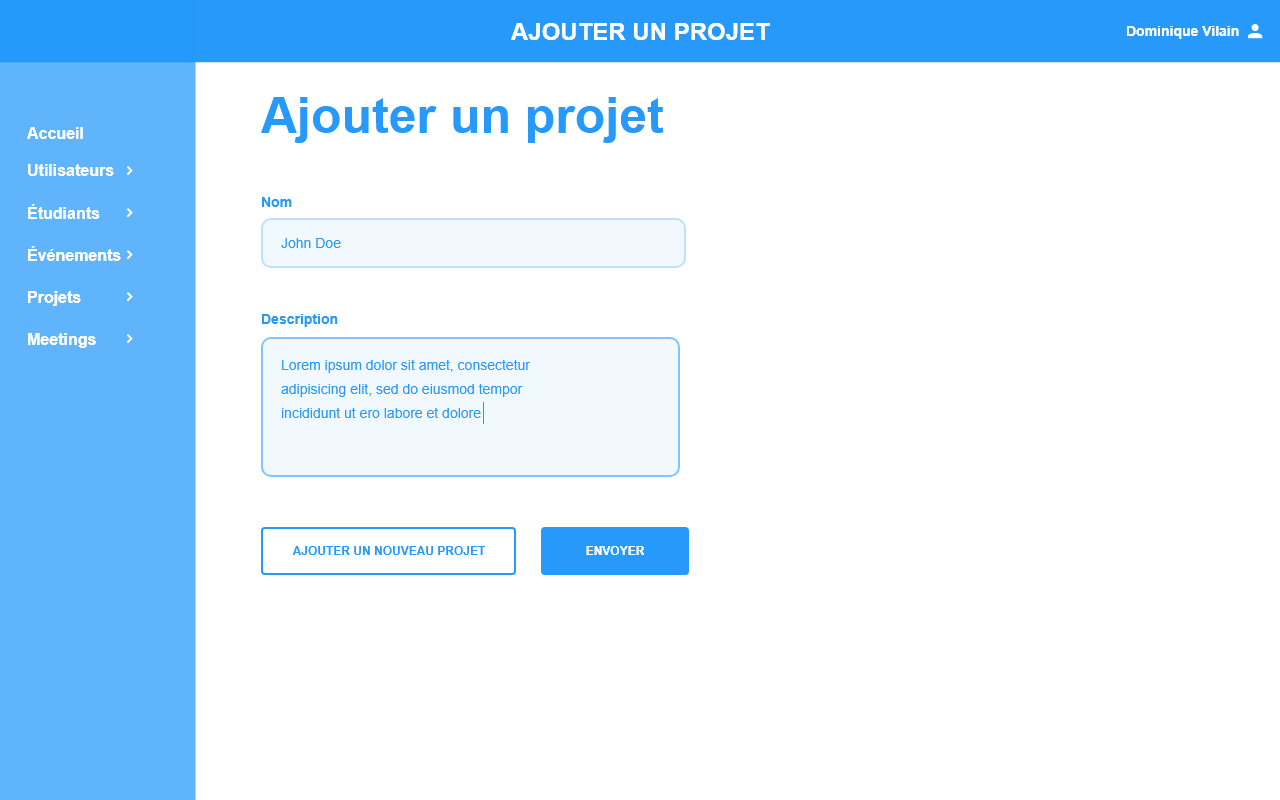 AJOUTER UN PROJET
Dominique Vilain
Accueil
Utilisateurs
Étudiants
Événements
Projets
Meetings
Ajouter un projet
Nom
John Doe
Description
Lorem ipsum dolor sit amet, consectetur
adipisicing elit, sed do eiusmod tempor
incididunt ut ero labore et dolore
AJOUTER UN NOUVEAU PROJET
ENVOYER